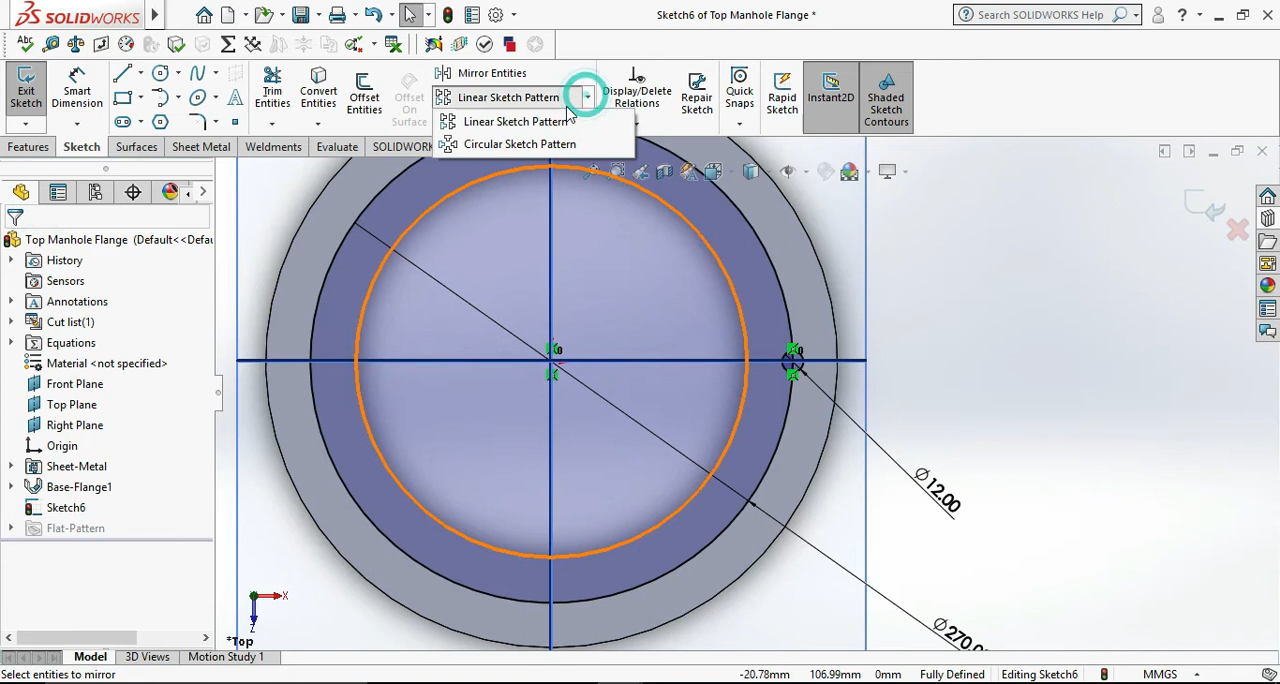 SOLIDWORKS
Sketch6 of Top Manhole Flange *
Search SOLIDWORKS Help
?
Abc
Exit Sketch
Smart Dimension
Trim Entities
Convert Entities
Offset Entities
Offset On Surface
Mirror Entities
Linear Sketch Pattern
Linear Sketch Pattern
Circular Sketch Pattern
Display/Delete Relations
Repair Sketch
Quick Snaps
Rapid Sketch
Instant2D
Shaded Sketch Contours
Features
Sketch
Surfaces
Sheet Metal
Weldments
Evaluate
SOLIDWOR
Top Manhole Flange (Default<<Defau
History
Sensors
Annotations
Cut list(1)
Equations
Material <not specified>
Front Plane
Top Plane
Right Plane
Origin
Sheet-Metal
Base-Flange1
Sketch6
Flat-Pattern
Ø12.00
Ø270.0
X
Z
*Top
Model
3D Views
Motion Study 1
Select entities to mirror
-20.78mm
106.99mm
0mm
Fully Defined
Editing Sketch6
MMGS